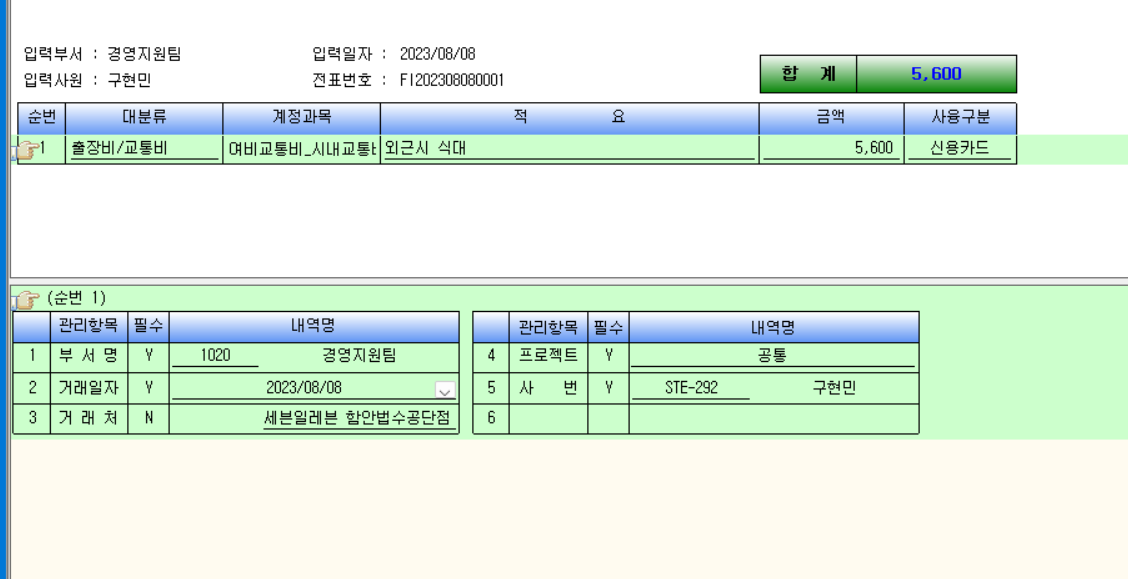 입력부서 : 경영지원팀 입력일자 : 2023/08/08
입력사원 : 구현민 전표번호 : FI202308080001
합 계 5,600
순번 대분류 계정과목 적 요 금액 사용구분
1 출장비/교통비 여비교통비_시내교통 외근시 식대 5,600 신용카드
(순번 1)
관리항목 필수 내역명 관리항목 필수 내역명
1 부 서 명 Y 1020 경영지원팀 4 프로젝트 Y 공통
2 거래일자 Y 2023/08/08 5 사 번 Y STE-292 구현민
3 거 래 처 N 세븐일레븐 함안법수공단점 6